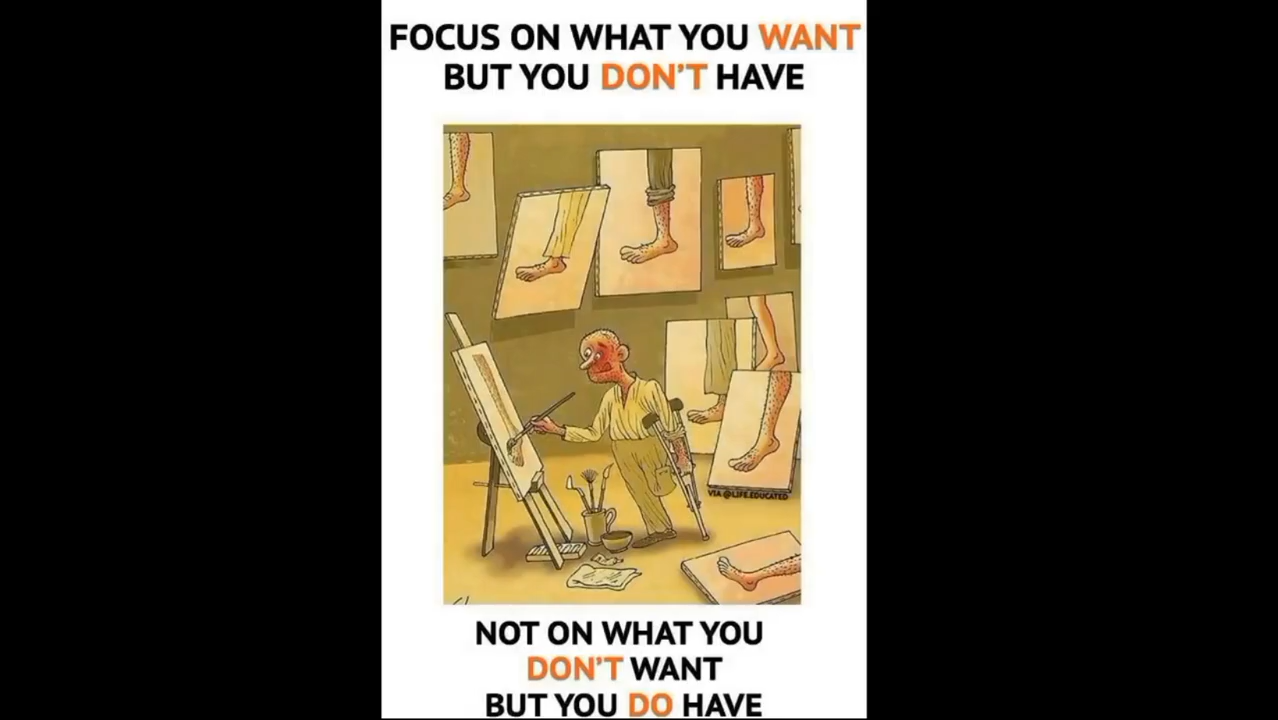 FOCUS ON WHAT YOU WANT
BUT YOU DON'T HAVE
VIA @LIFE.EDUCATED
NOT ON WHAT YOU
DON'T WANT
BUT YOU DO HAVE